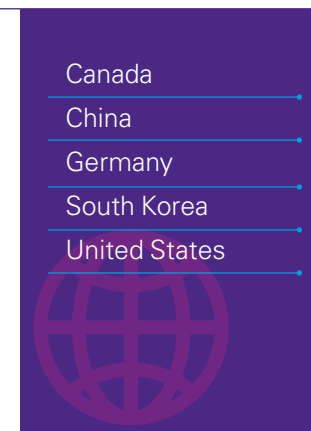 Canada
China
Germany
South Korea
United States